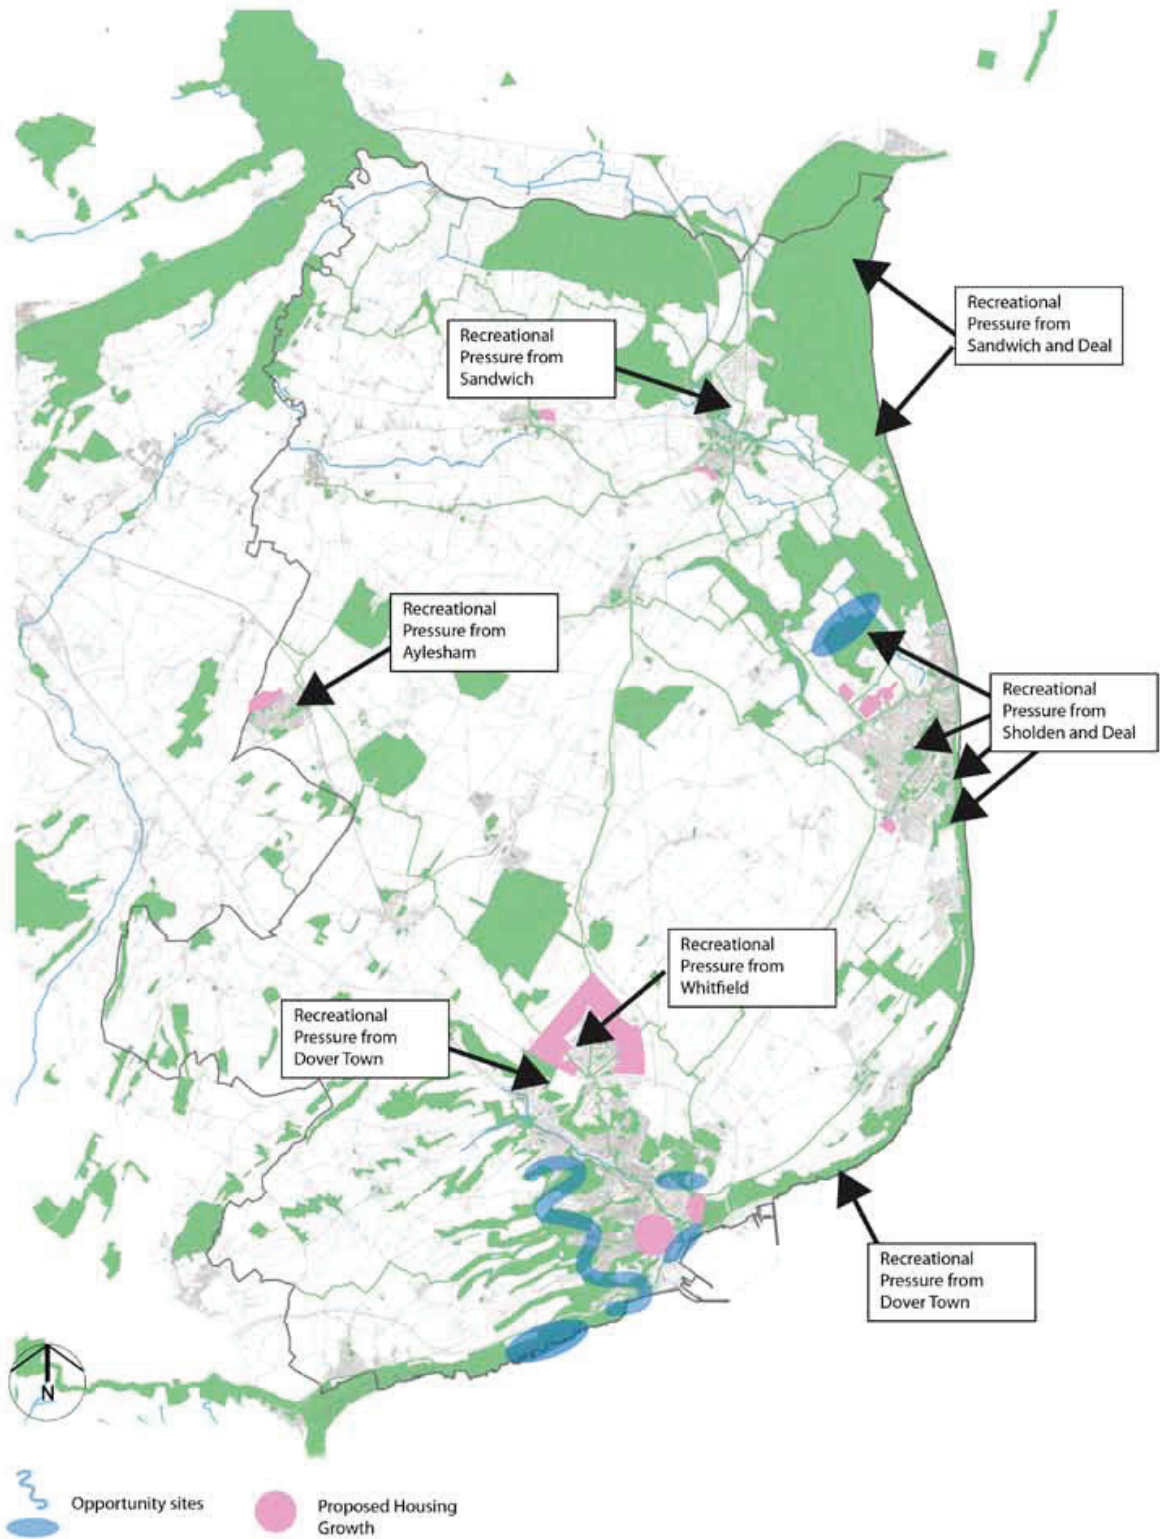 Recreational
Pressure from
Sandwich and Deal
Recreational
Pressure from
Sandwich
Recreational
Pressure from
Aylesham
Recreational
Pressure from
Sholden and Deal
Recreational
Pressure from
Whitfield
Recreational
Pressure from
Dover Town
Recreational
Pressure from
Dover Town
N
Opportunity sites
Proposed Housing
Growth